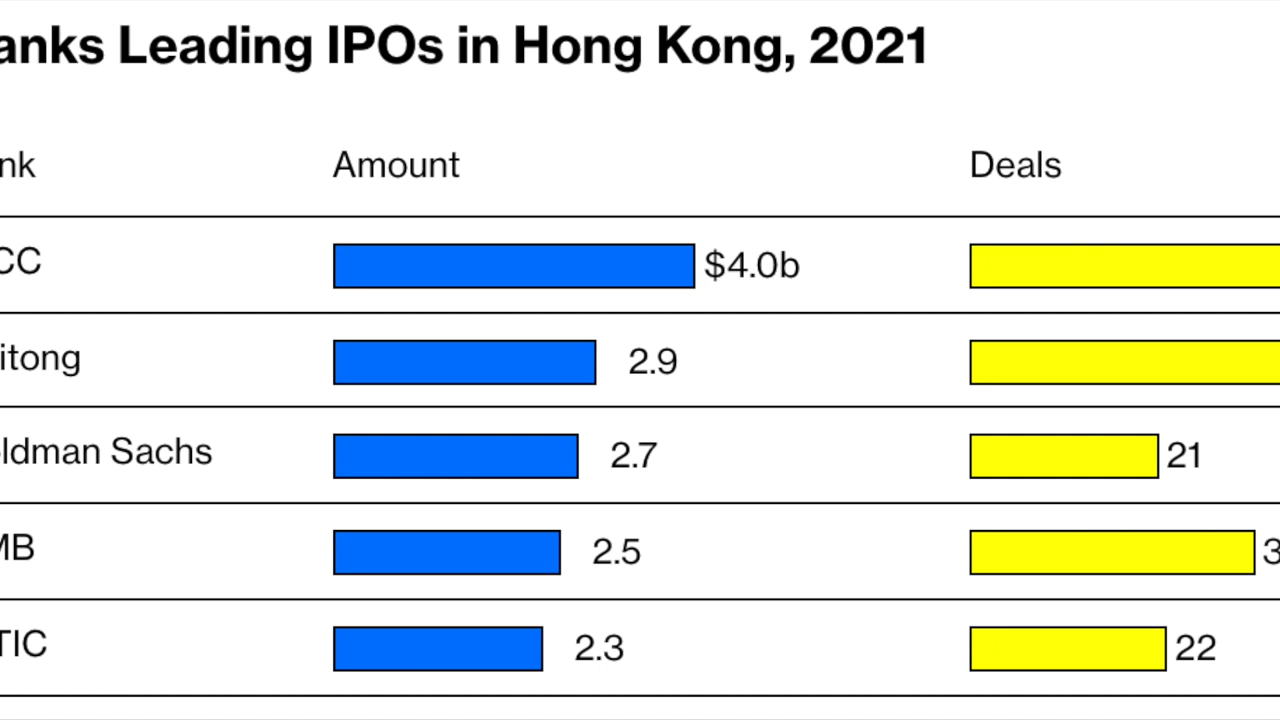 anks Leading IPOs in Hong Kong, 2021
nk Amount Deals
CC $4.0b
itong 2.9
ldman Sachs 2.7 21
MB 2.5 3
TIC 2.3 22